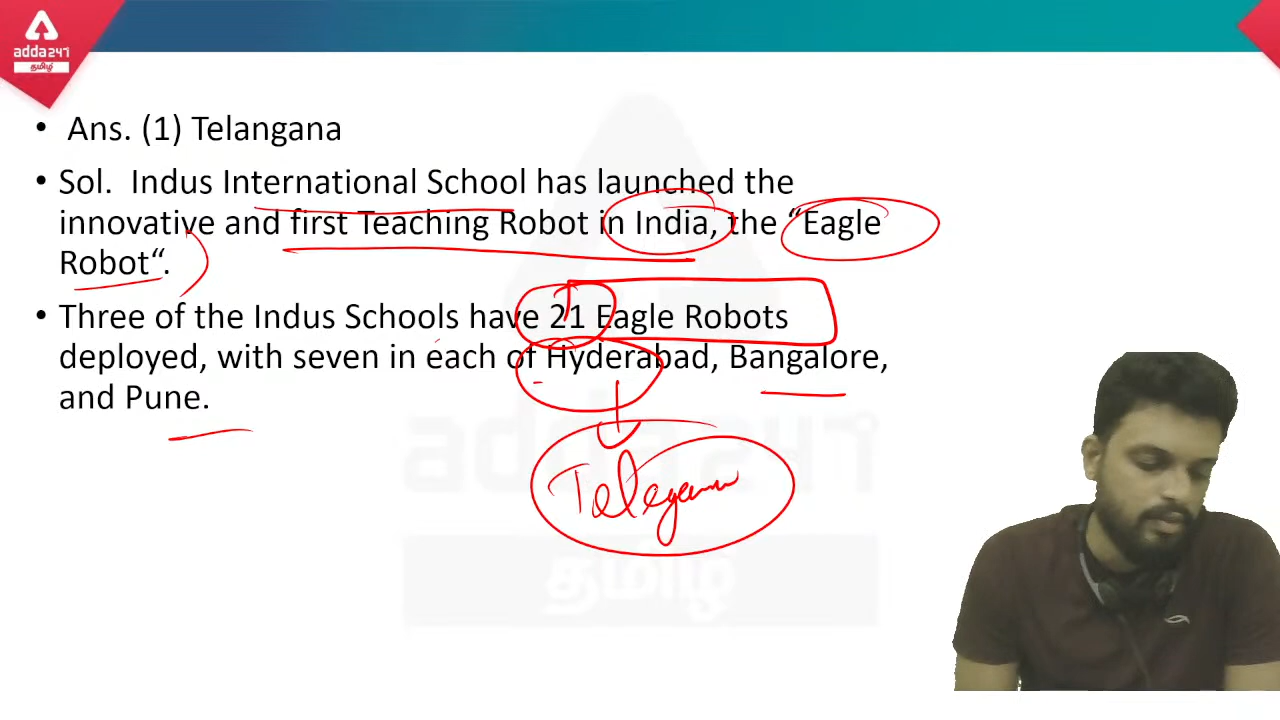 adda247
தமிழ்
• Ans. (1) Telangana
• Sol. Indus International School has launched the
innovative and first Teaching Robot in India, the “Eagle
Robot“.
• Three of the Indus Schools have 21 Eagle Robots
deployed, with seven in each of Hyderabad, Bangalore,
and Pune.
adda247
தமிழ்